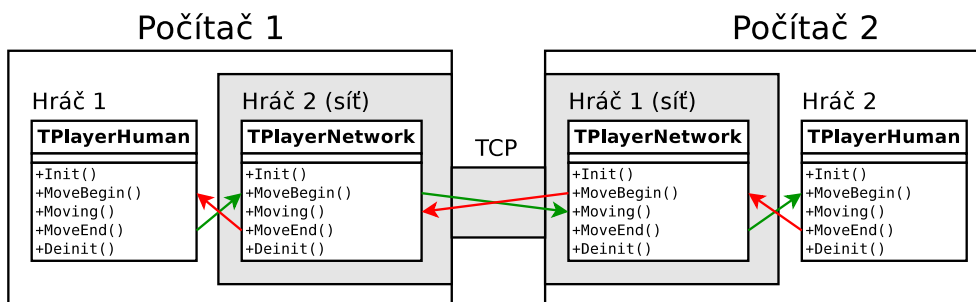 Počítač 1
Počítač 2
Hráč 1
TPlayerHuman
+Init()
+MoveBegin()
+Moving()
+MoveEnd()
+Deinit()
Hráč 2 (síť)
TPlayerNetwork
+Init()
+MoveBegin()
+Moving()
+MoveEnd()
+Deinit()
TCP
Hráč 1 (síť)
TPlayerNetwork
+Init()
+MoveBegin()
+Moving()
+MoveEnd()
+Deinit()
Hráč 2
TPlayerHuman
+Init()
+MoveBegin()
+Moving()
+MoveEnd()
+Deinit()